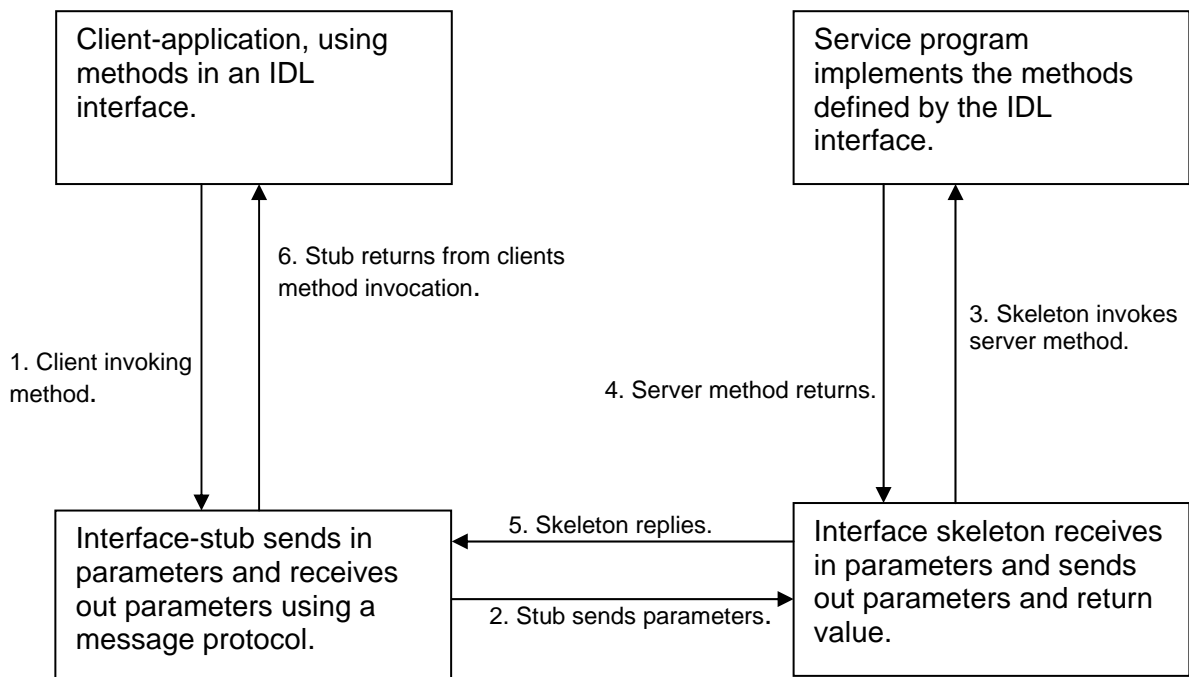 Client-application, using
methods in an IDL
interface.
Service program
implements the methods
defined by the IDL
interface.
6. Stub returns from clients
method invocation.
3. Skeleton invokes
server method.
1. Client invoking
method.
4. Server method returns.
Interface-stub sends in
parameters and receives
out parameters using a
message protocol.
5. Skeleton replies.
2. Stub sends parameters.
Interface skeleton receives
in parameters and sends
out parameters and return
value.